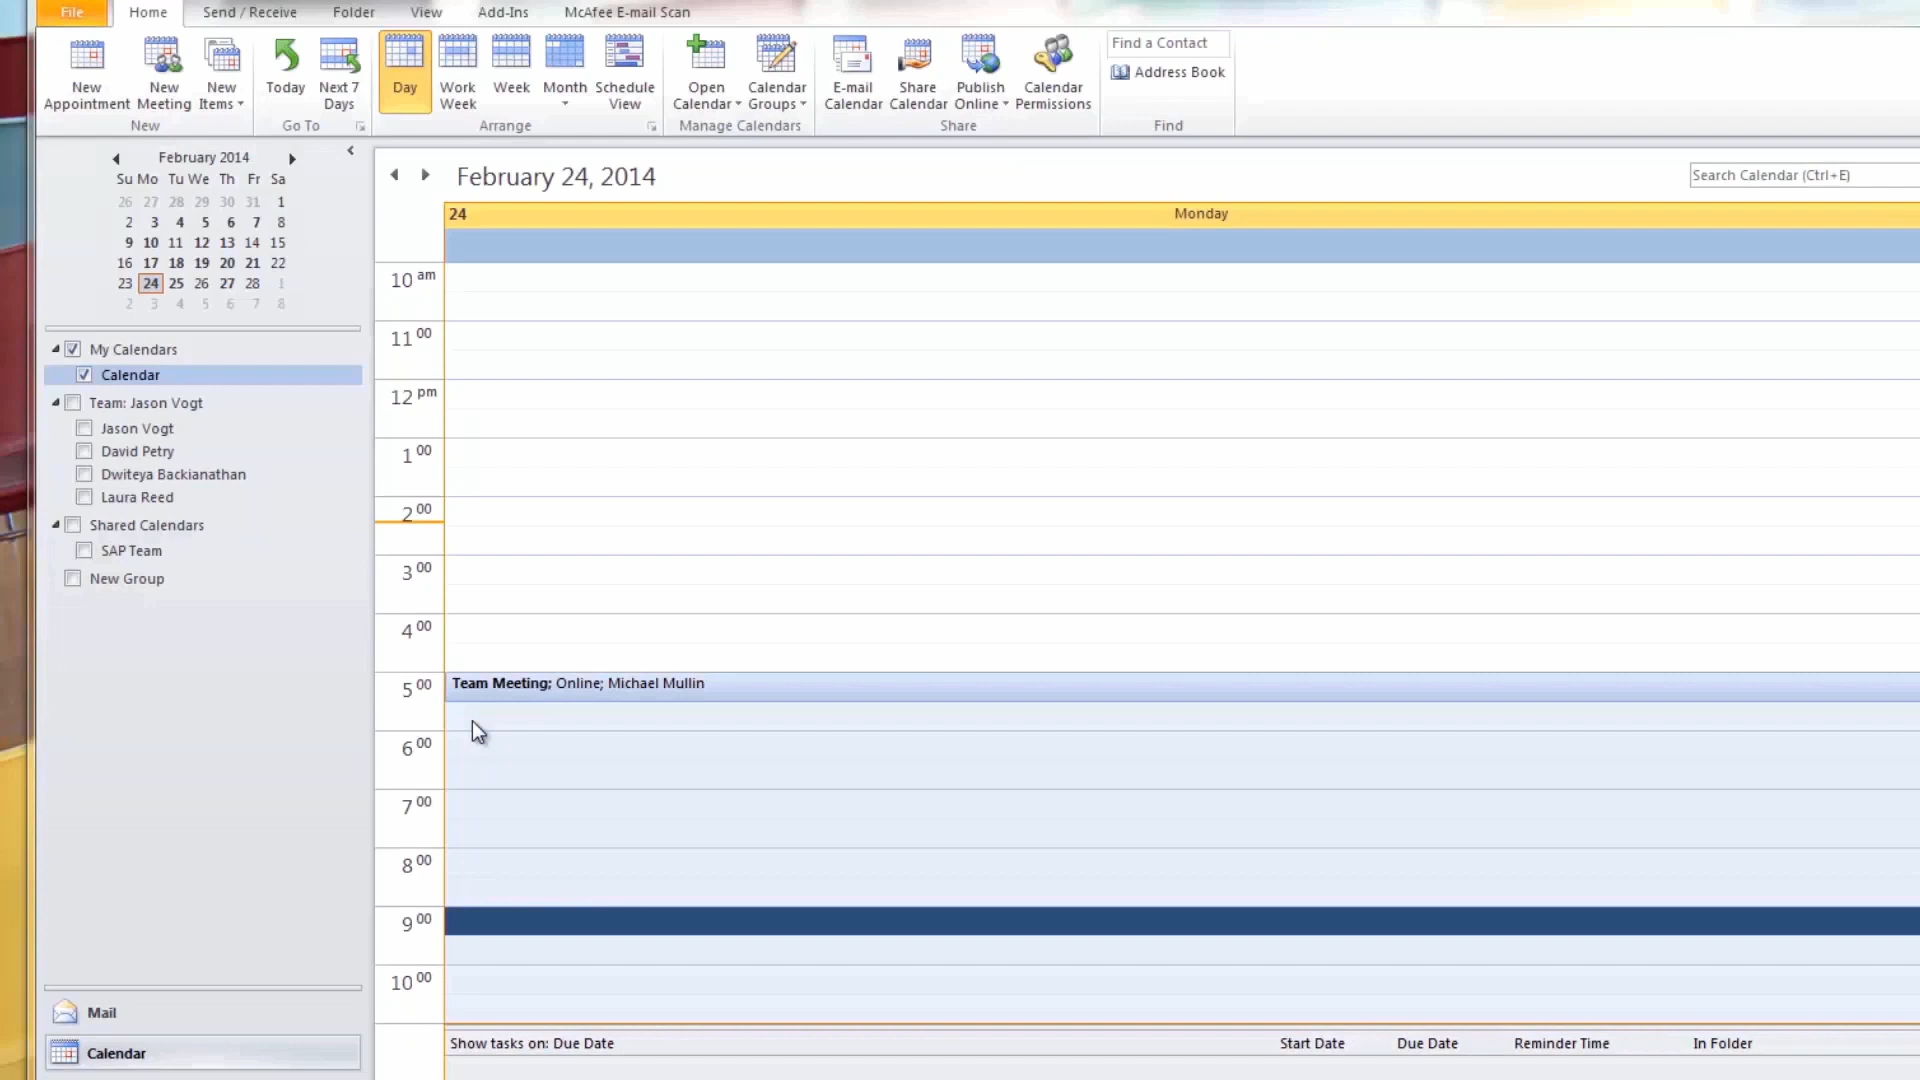 File Home Send / Receive Folder View Add-Ins McAfee E-mail Scan
New Appointment
New Meeting
New Items
Today
Next 7 Days
Day
Work Week
Week
Month
Schedule View
Open Calendar
Calendar Groups
E-mail Calendar
Share Calendar
Publish Online
Calendar Permissions
Find a Contact
Address Book
New Go To Arrange Manage Calendars Share Find
February 2014
Su Mo Tu We Th Fr Sa
26 27 28 29 30 31 1
2 3 4 5 6 7 8
9 10 11 12 13 14 15
16 17 18 19 20 21 22
23 24 25 26 27 28 1
2 3 4 5 6 7 8
My Calendars
Calendar
Team: Jason Vogt
Jason Vogt
David Petry
Dwiteya Backianathan
Laura Reed
Shared Calendars
SAP Team
New Group
Mail
Calendar
February 24, 2014
Search Calendar (Ctrl+E)
24 Monday
10 am
11 00
12 pm
1 00
2 00
3 00
4 00
5 00 Team Meeting; Online; Michael Mullin
6 00
7 00
8 00
9 00
10 00
Show tasks on: Due Date Start Date Due Date Reminder Time In Folder